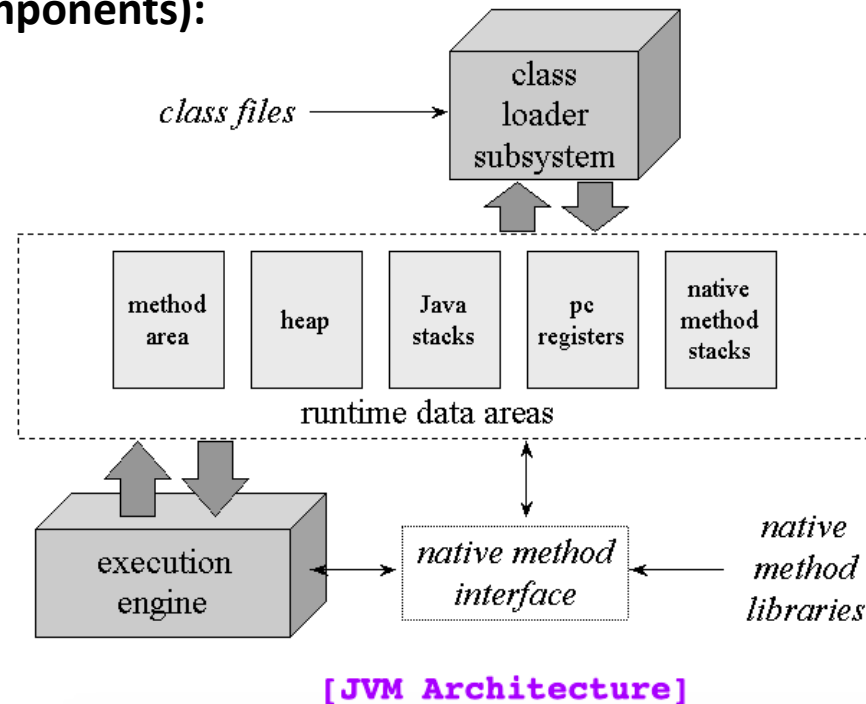 nponents):
class
loader
subsystem
class files
method
area
heap
Java
stacks
pc
registers
native
method
stacks
runtime data areas
execution
engine
native method
interface
native
method
libraries
[JVM Architecture]